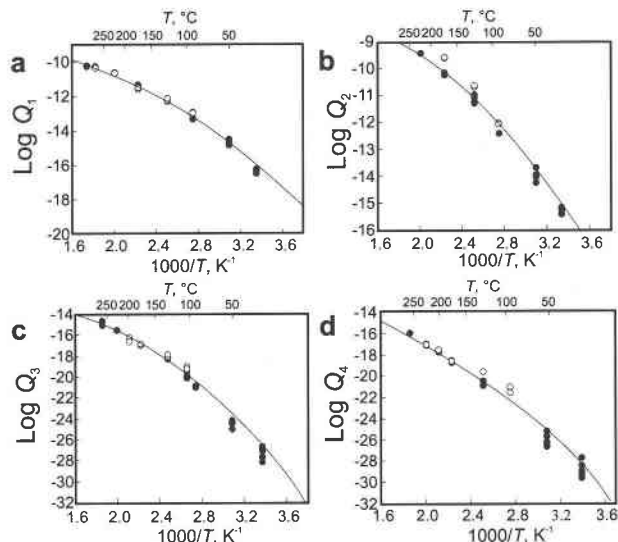 T, °C
250 200 150 100 50
a
Log Q1
-10
-12
-14
-16
-18
-20
1.6 2.0 2.4 2.8 3.2 3.6
1000/T, K-1
T, °C
250 200 150 100 50
b
Log Q2
-9
-10
-11
-12
-13
-14
-15
-16
1.6 2.0 2.4 2.8 3.2 3.6
1000/T, K-1
T, °C
250 200 150 100 50
c
Log Q3
-14
-16
-18
-20
-22
-24
-26
-28
-30
-32
1.6 2.0 2.4 2.8 3.2 3.6
1000/T, K-1
T, °C
250 200 150 100 50
d
Log Q4
-14
-16
-18
-20
-22
-24
-26
-28
-30
-32
1.6 2.0 2.4 2.8 3.2 3.6
1000/T, K-1